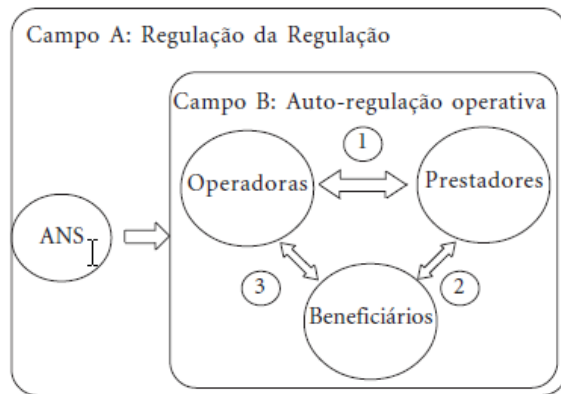 Campo A: Regulação da Regulação
Campo B: Auto-regulação operativa
1
Operadoras
Prestadores
ANS
3
2
Beneficiários